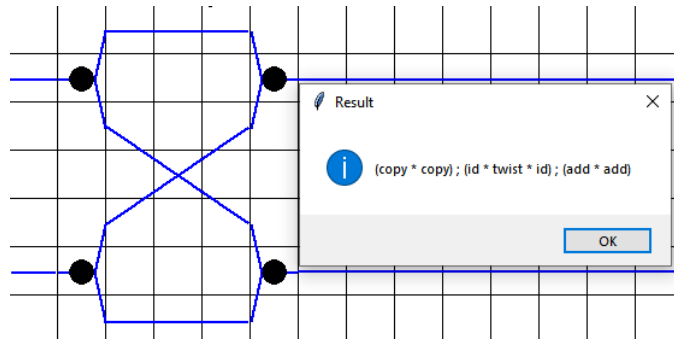 Result
(copy * copy) ; (id * twist * id) ; (add * add)
OK